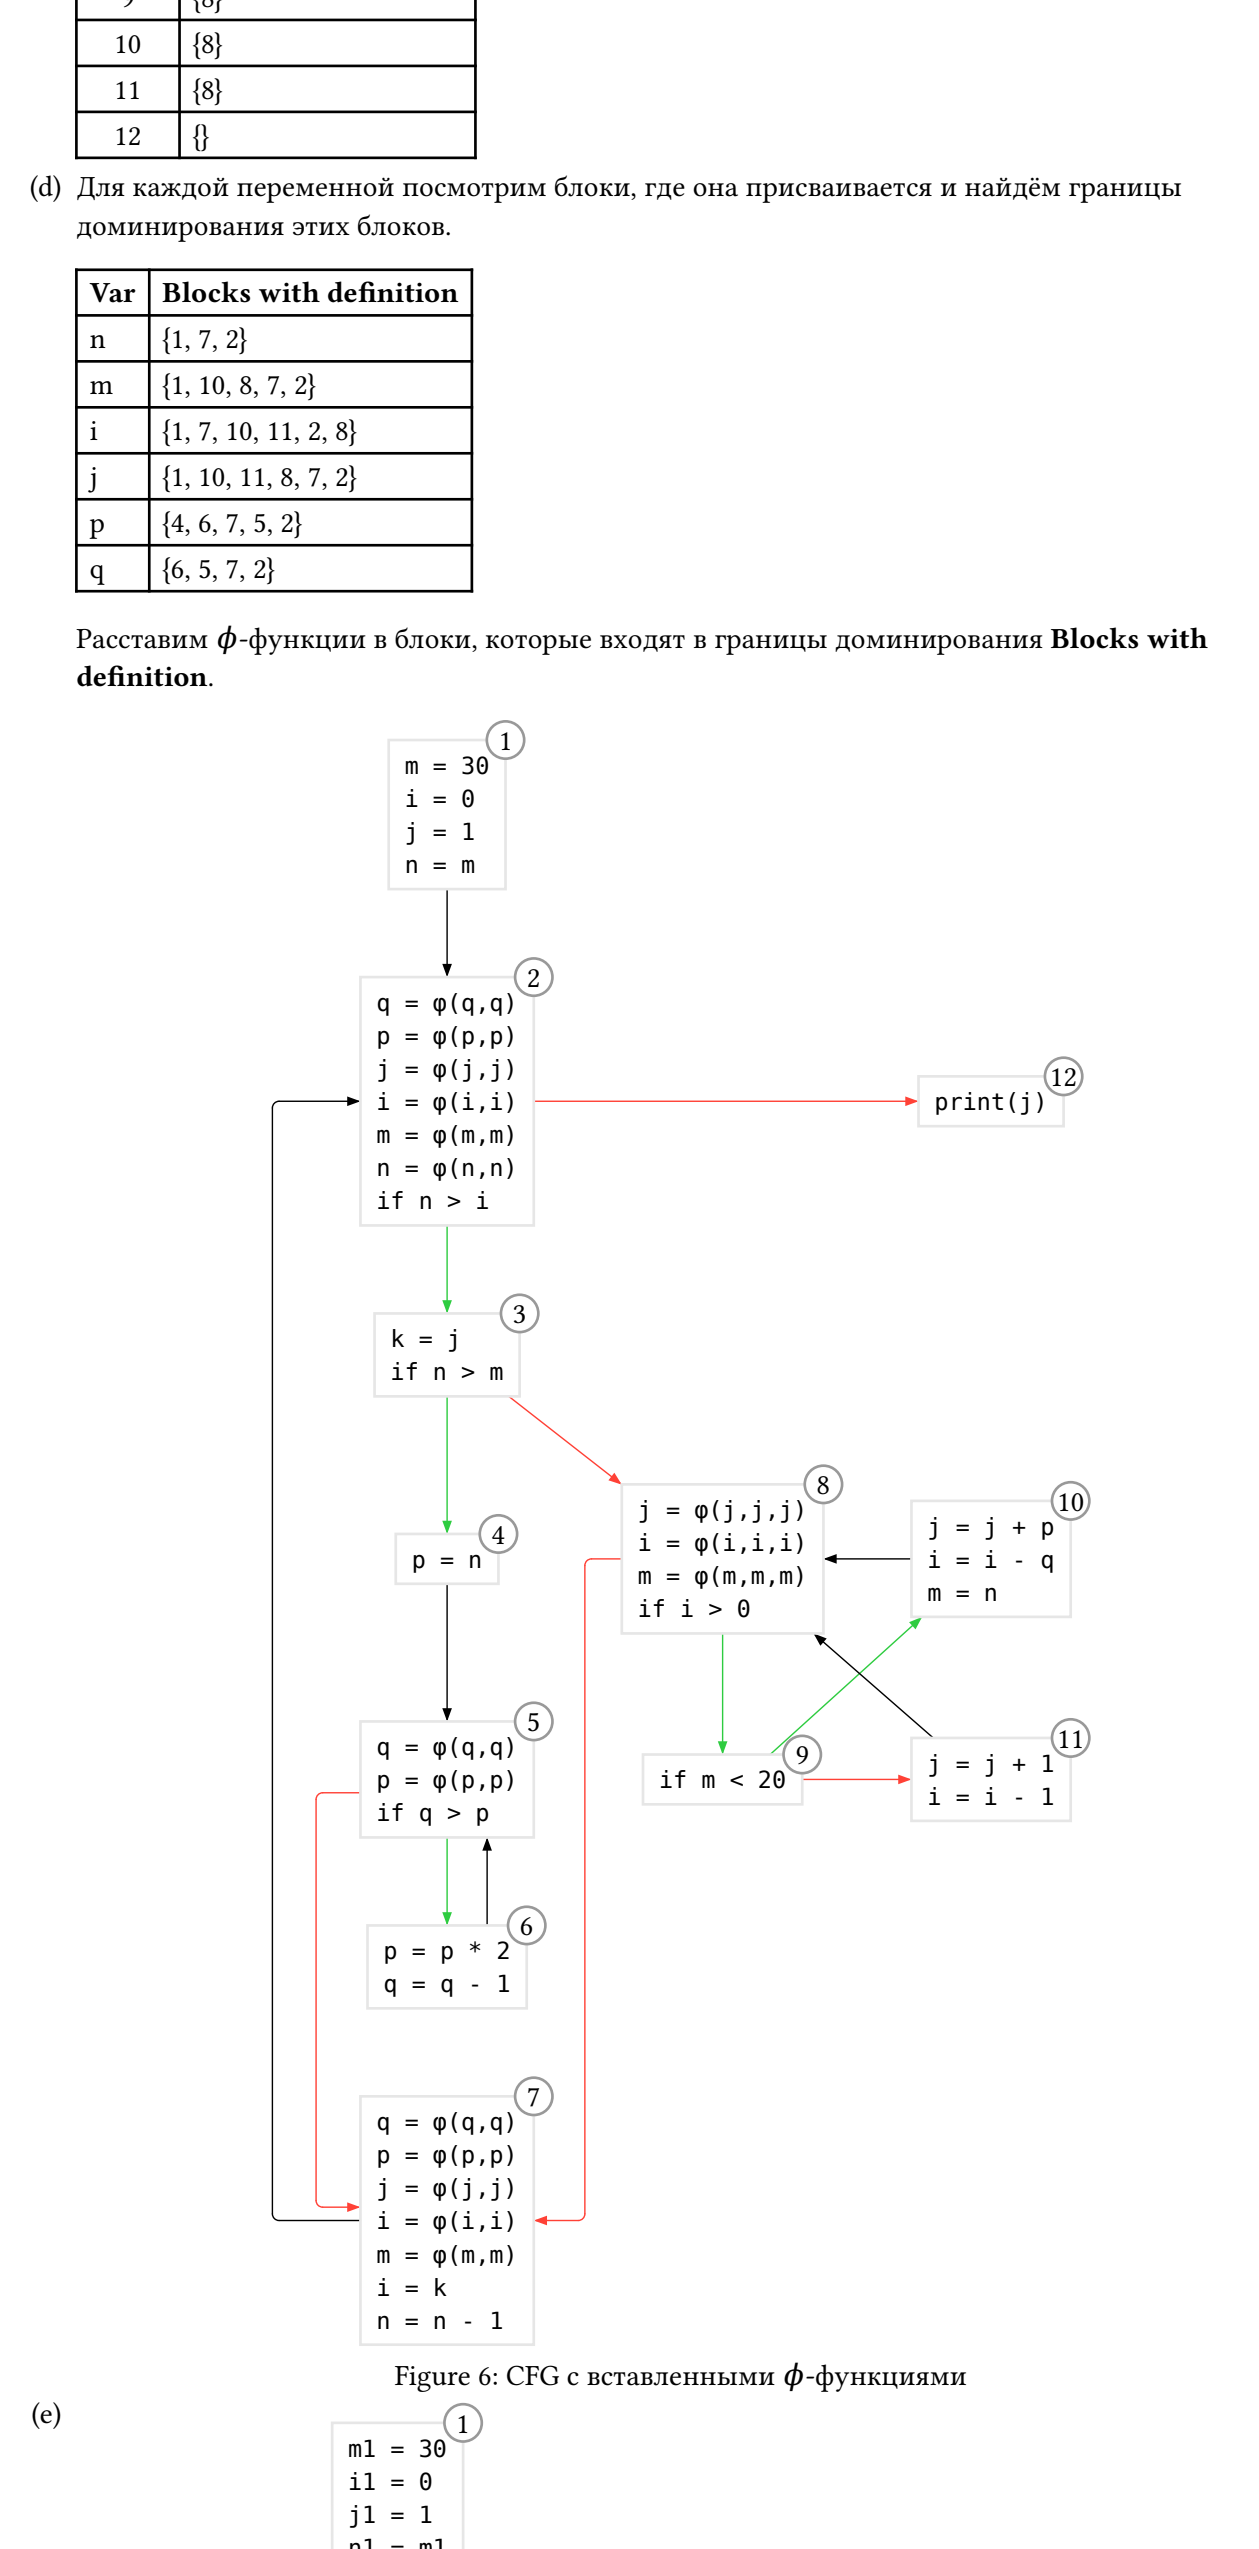 9 {8}
10 {8}
11 {8}
12 {}
(d) Для каждой переменной посмотрим блоки, где она присваивается и найдём границы
доминирования этих блоков.
Var Blocks with definition
n {1, 7, 2}
m {1, 10, 8, 7, 2}
i {1, 7, 10, 11, 2, 8}
j {1, 10, 11, 8, 7, 2}
p {4, 6, 7, 5, 2}
q {6, 5, 7, 2}
Расставим ϕ-функции в блоки, которые входят в границы доминирования Blocks with
definition.
1
m = 30
i = 0
j = 1
n = m
2
q = φ(q,q)
p = φ(p,p)
j = φ(j,j)
i = φ(i,i)
m = φ(m,m)
n = φ(n,n)
if n > i
12
print(j)
3
k = j
if n > m
4
p = n
8
j = φ(j,j,j)
i = φ(i,i,i)
m = φ(m,m,m)
if i > 0
10
j = j + p
i = i - q
m = n
5
q = φ(q,q)
p = φ(p,p)
if q > p
9
if m < 20
11
j = j + 1
i = i - 1
6
p = p * 2
q = q - 1
7
q = φ(q,q)
p = φ(p,p)
j = φ(j,j)
i = φ(i,i)
m = φ(m,m)
i = k
n = n - 1
Figure 6: CFG с вставленными ϕ-функциями
(e)
1
m1 = 30
i1 = 0
j1 = 1
n1 = m1